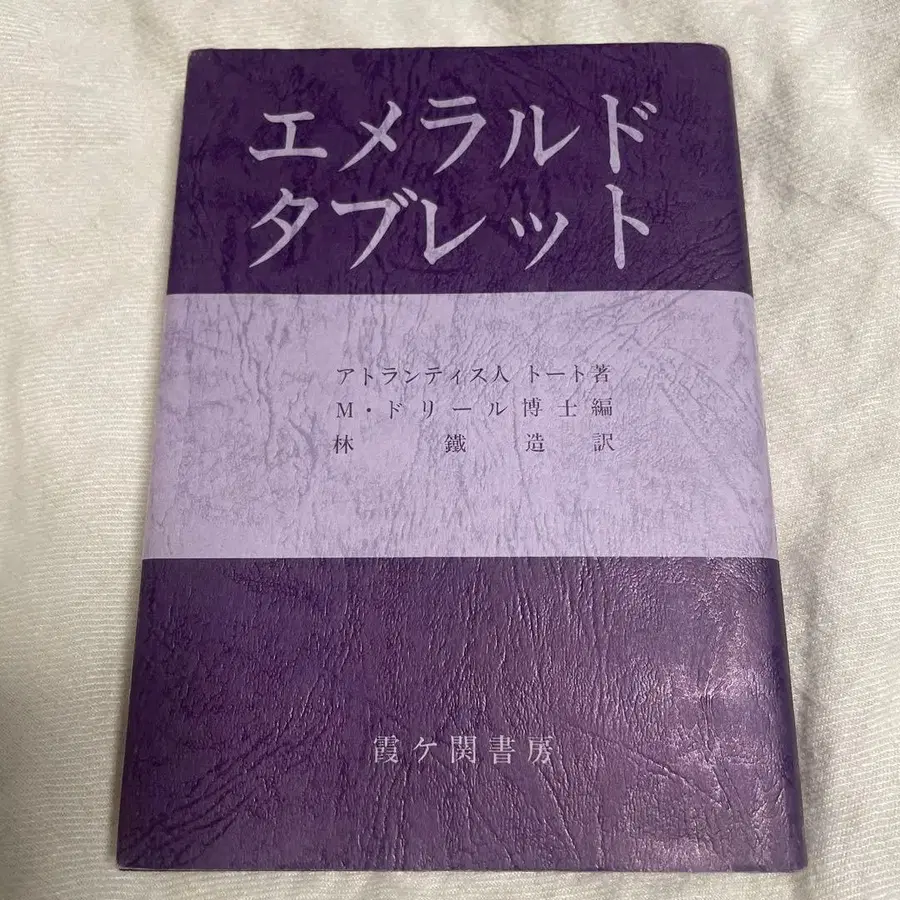 エメラルド
タブレット
アトランティス人 トート著
M・ドリール博士編
林鐵造訳
霞ケ関書房